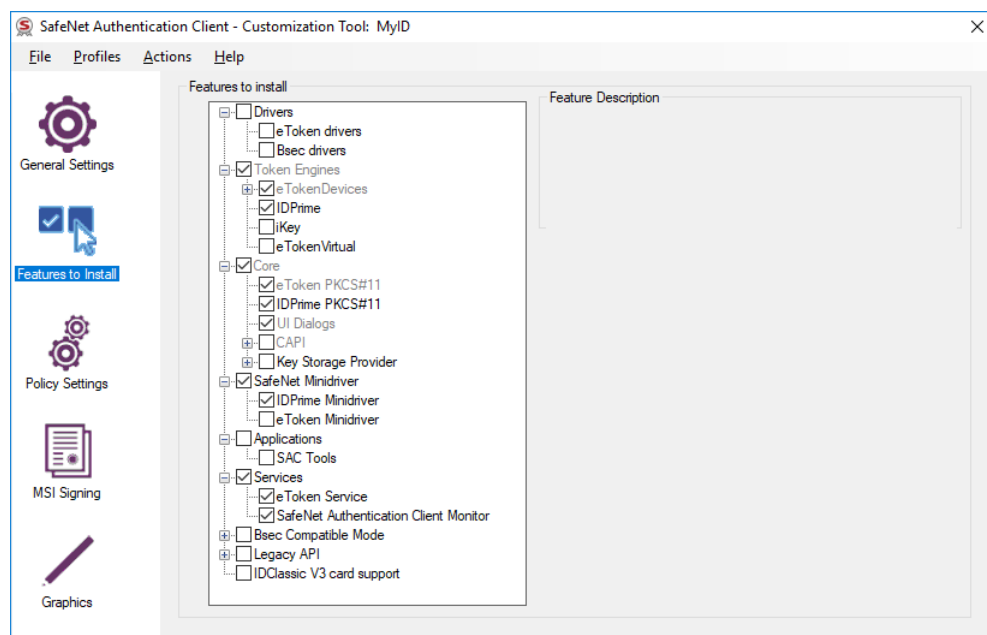 SafeNet Authentication Client - Customization Tool: MyID
File Profiles Actions Help
General Settings
Features to Install
Policy Settings
MSI Signing
Graphics
Features to install
Drivers
eToken drivers
Bsec drivers
Token Engines
eTokenDevices
IDPrime
iKey
eTokenVirtual
Core
eToken PKCS#11
IDPrime PKCS#11
UI Dialogs
CAPI
Key Storage Provider
SafeNet Minidriver
IDPrime Minidriver
eToken Minidriver
Applications
SAC Tools
Services
eToken Service
SafeNet Authentication Client Monitor
Bsec Compatible Mode
Legacy API
IDClassic V3 card support
Feature Description